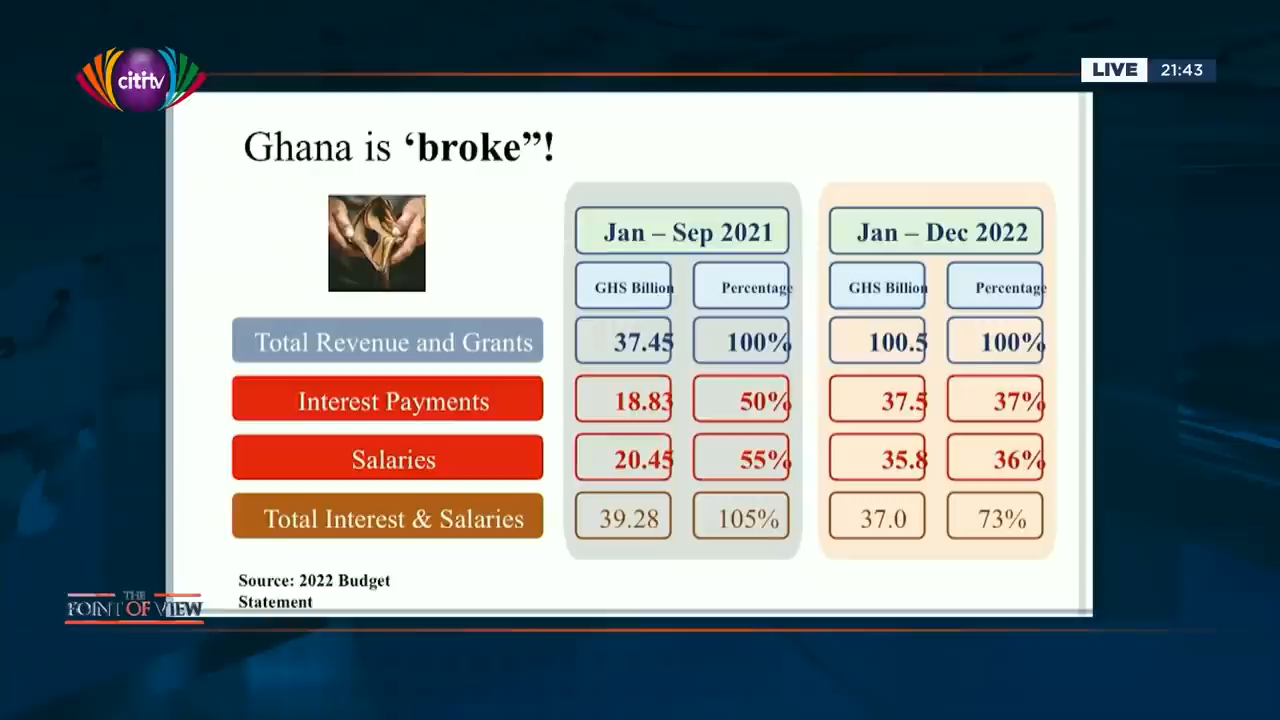 citi tv
LIVE 21:43
Ghana is ‘broke”!
Jan – Sep 2021 Jan – Dec 2022
GHS Billion Percentage GHS Billion Percentage
Total Revenue and Grants 37.45 100% 100.5 100%
Interest Payments 18.83 50% 37.5 37%
Salaries 20.45 55% 35.8 36%
Total Interest & Salaries 39.28 105% 37.0 73%
Source: 2022 Budget
Statement
THE
POINT OF VIEW